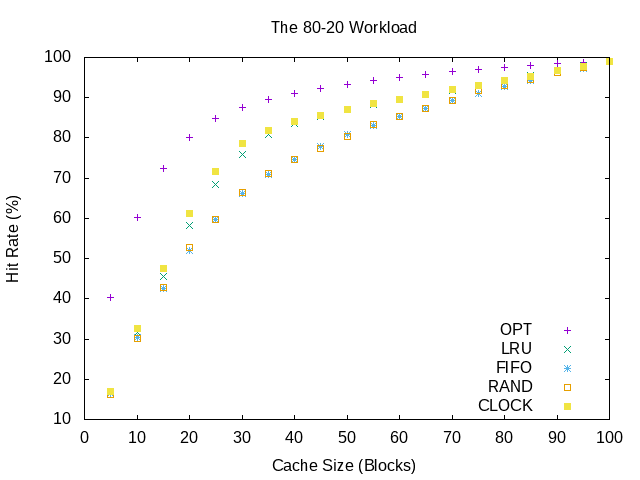 The 80-20 Workload
100
90
80
70
60
50
40
30
20
10
Hit Rate (%)
OPT
LRU
FIFO
RAND
CLOCK
0 10 20 30 40 50 60 70 80 90 100
Cache Size (Blocks)